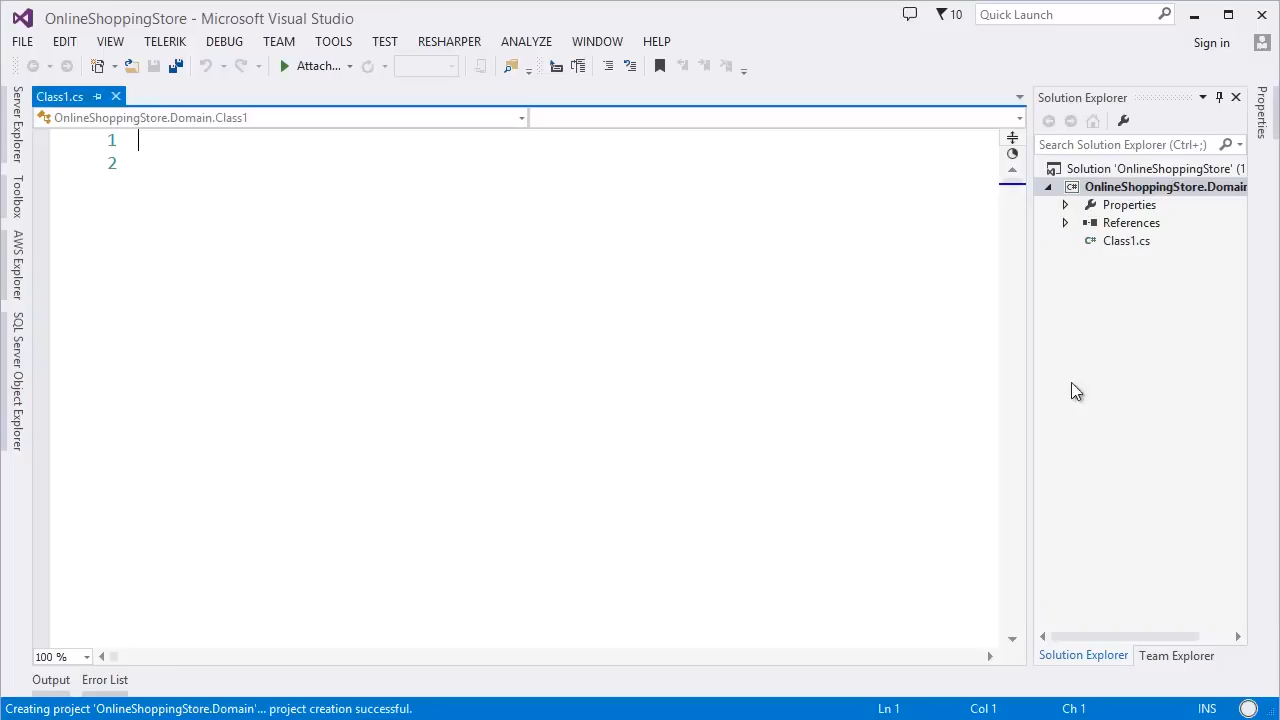 OnlineShoppingStore - Microsoft Visual Studio
10
Quick Launch
FILE EDIT VIEW TELERIK DEBUG TEAM TOOLS TEST RESHARPER ANALYZE WINDOW HELP
Sign in
Attach...
Server Explorer
Toolbox
AWS Explorer
SQL Server Object Explorer
Class1.cs
OnlineShoppingStore.Domain.Class1
1
2
100 %
Solution Explorer
Search Solution Explorer (Ctrl+;)
Solution 'OnlineShoppingStore' (1
C# OnlineShoppingStore.Domain
Properties
References
C# Class1.cs
Solution Explorer Team Explorer
Properties
Output Error List
Creating project 'OnlineShoppingStore.Domain'... project creation successful.
Ln 1 Col 1 Ch 1 INS